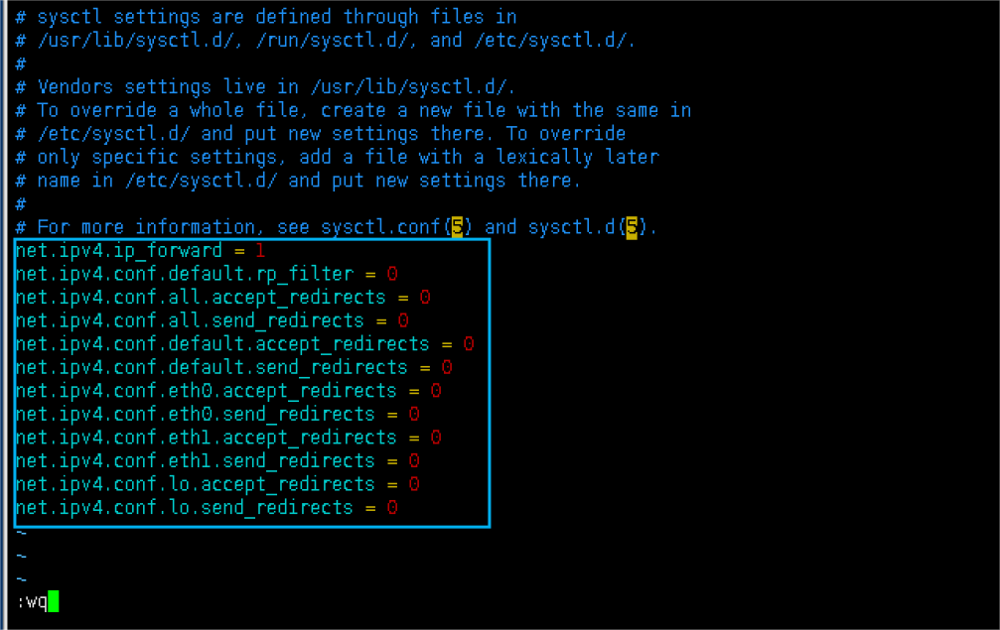 # sysctl settings are defined through files in
# /usr/lib/sysctl.d/, /run/sysctl.d/, and /etc/sysctl.d/.
#
# Vendors settings live in /usr/lib/sysctl.d/.
# To override a whole file, create a new file with the same in
# /etc/sysctl.d/ and put new settings there. To override
# only specific settings, add a file with a lexically later
# name in /etc/sysctl.d/ and put new settings there.
#
# For more information, see sysctl.conf(5) and sysctl.d(5).
net.ipv4.ip_forward = 1
net.ipv4.conf.default.rp_filter = 0
net.ipv4.conf.all.accept_redirects = 0
net.ipv4.conf.all.send_redirects = 0
net.ipv4.conf.default.accept_redirects = 0
net.ipv4.conf.default.send_redirects = 0
net.ipv4.conf.eth0.accept_redirects = 0
net.ipv4.conf.eth0.send_redirects = 0
net.ipv4.conf.eth1.accept_redirects = 0
net.ipv4.conf.eth1.send_redirects = 0
net.ipv4.conf.lo.accept_redirects = 0
net.ipv4.conf.lo.send_redirects = 0
~
~
~
:wq